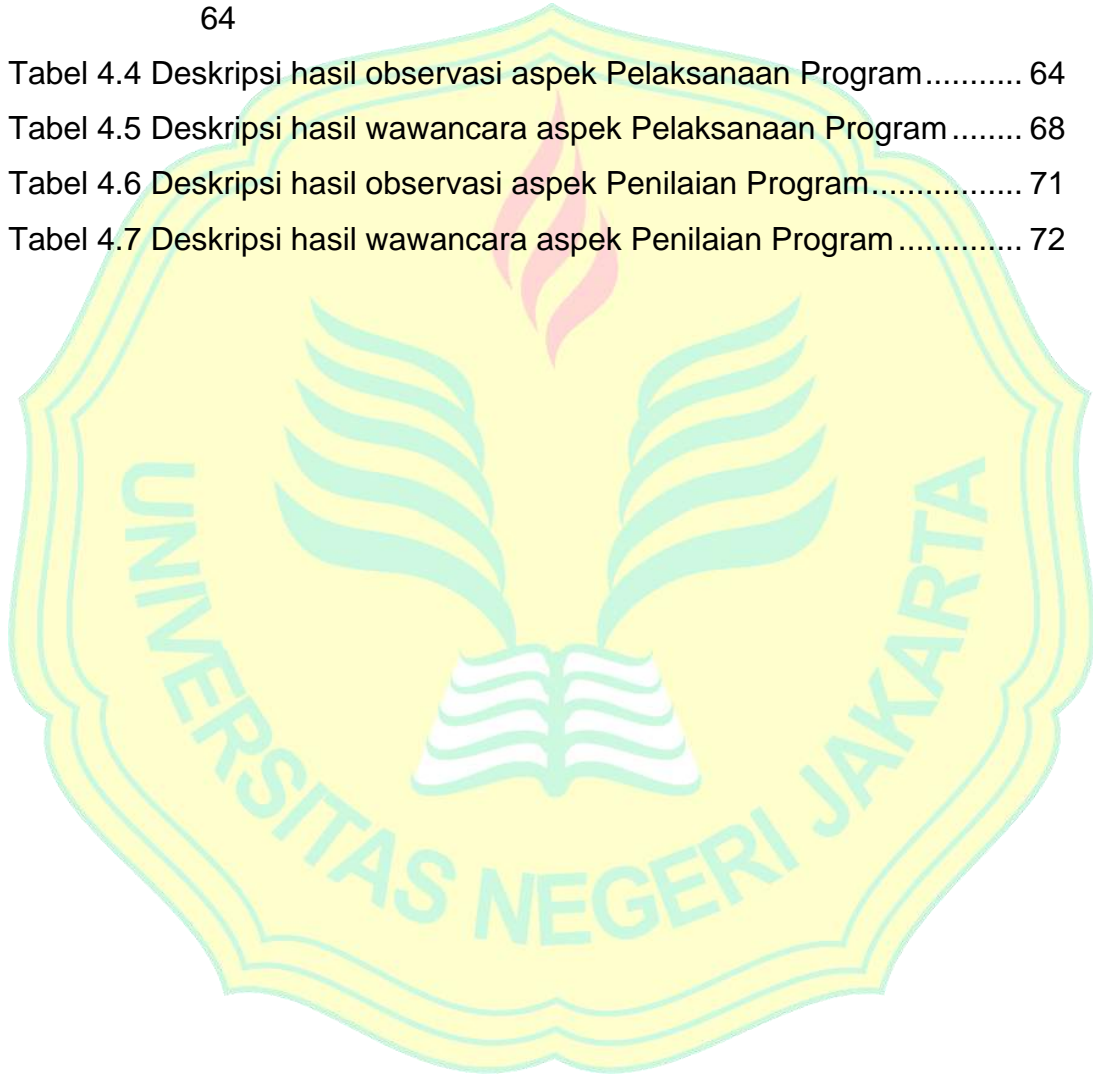 64
Tabel 4.4 Deskripsi hasil observasi aspek Pelaksanaan Program........... 64
Tabel 4.5 Deskripsi hasil wawancara aspek Pelaksanaan Program........ 68
Tabel 4.6 Deskripsi hasil observasi aspek Penilaian Program................. 71
Tabel 4.7 Deskripsi hasil wawancara aspek Penilaian Program.............. 72
UNIVERSITAS NEGERI JAKARTA